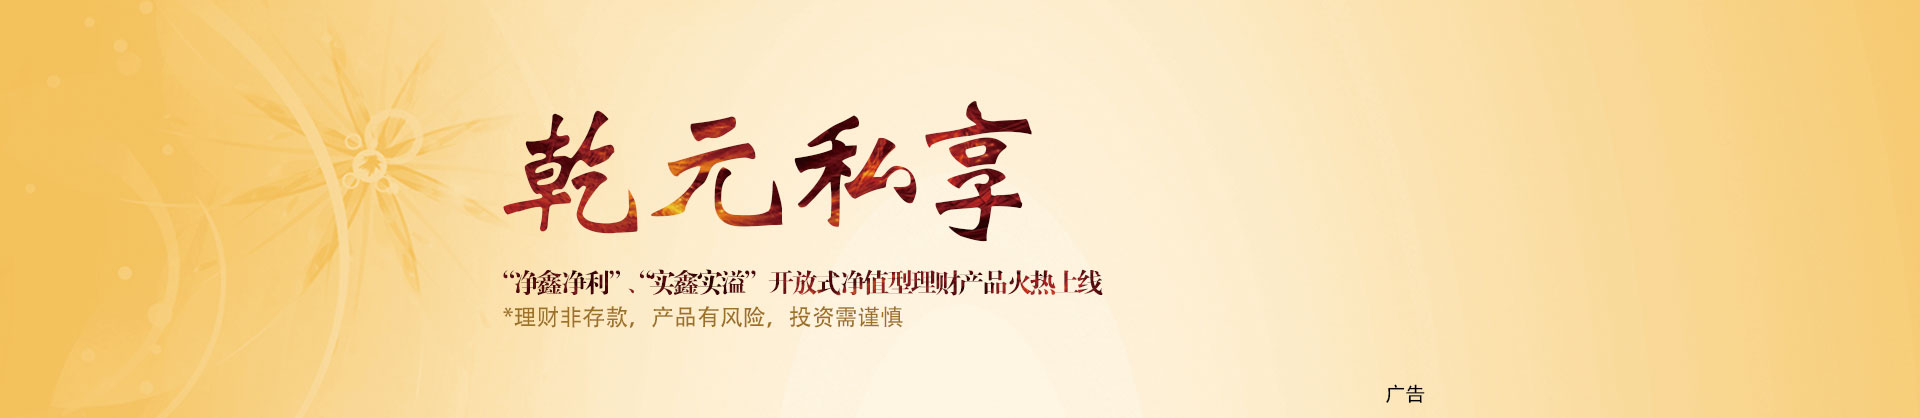 乾元私享
“净鑫净利”、“实鑫实溢”开放式净值型理财产品火热上线
*理财非存款，产品有风险，投资需谨慎
广告